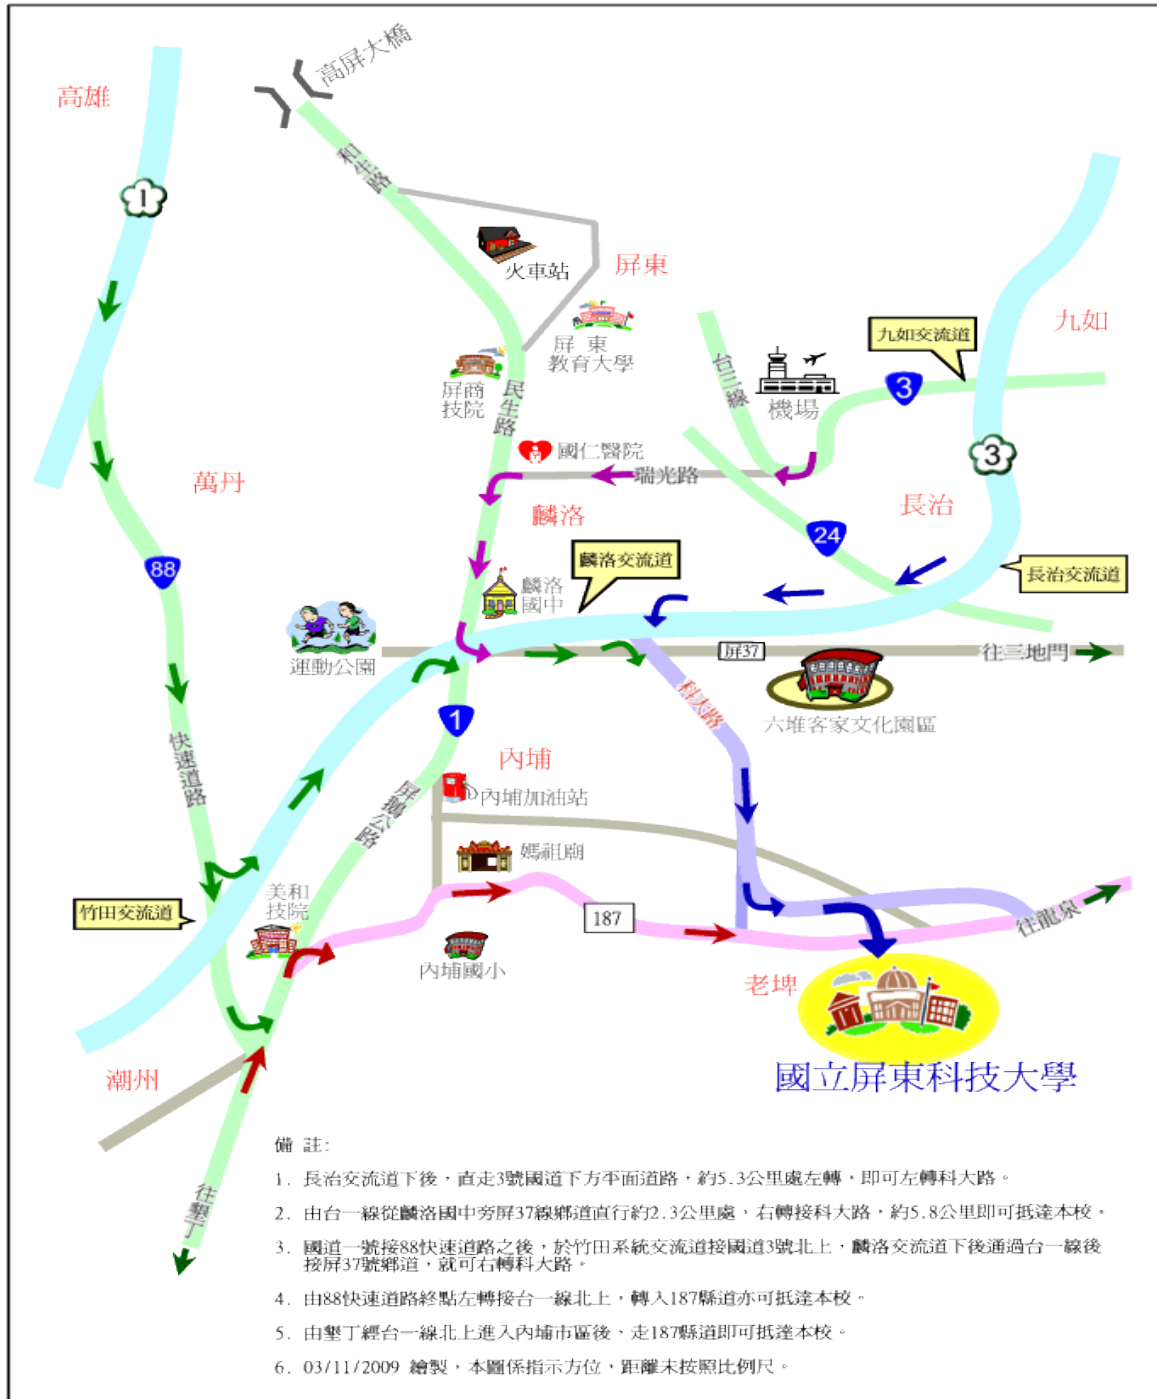 高屏大橋
高雄
和生路
1
火車站
屏東
九如
九如交流道
屏東
教育大學
台三線
機場
3
屏商
技院
民生路
國仁醫院
瑞光路
3
萬丹
麟洛
長治
24
88
麟洛交流道
長治交流道
麟洛
國中
運動公園
屏37
往三地門
科大路
六堆客家文化園區
1
快速道路
內埔
屏鵝公路
內埔加油站
媽祖廟
竹田交流道
美和
技院
187
往龍泉
內埔國小
老埤
潮州
國立屏東科技大學
往墾丁
備 註:
1. 長治交流道下後，直走3號國道下方平面道路，約5.3公里處左轉，即可左轉科大路。
2. 由台一線從麟洛國中旁屏37線鄉道直行約2.3公里處，右轉接科大路，約5.8公里即可抵達本校。
3. 國道一號接88快速道路之後，於竹田系統交流道接國道3號北上，麟洛交流道下後通過台一線後
接屏37號鄉道，就可右轉科大路。
4. 由88快速道路終點左轉接台一線北上，轉入187縣道亦可抵達本校。
5. 由墾丁經台一線北上進入內埔市區後，走187縣道即可抵達本校。
6. 03/11/2009 繪製，本圖係指示方位，距離未按照比例尺。